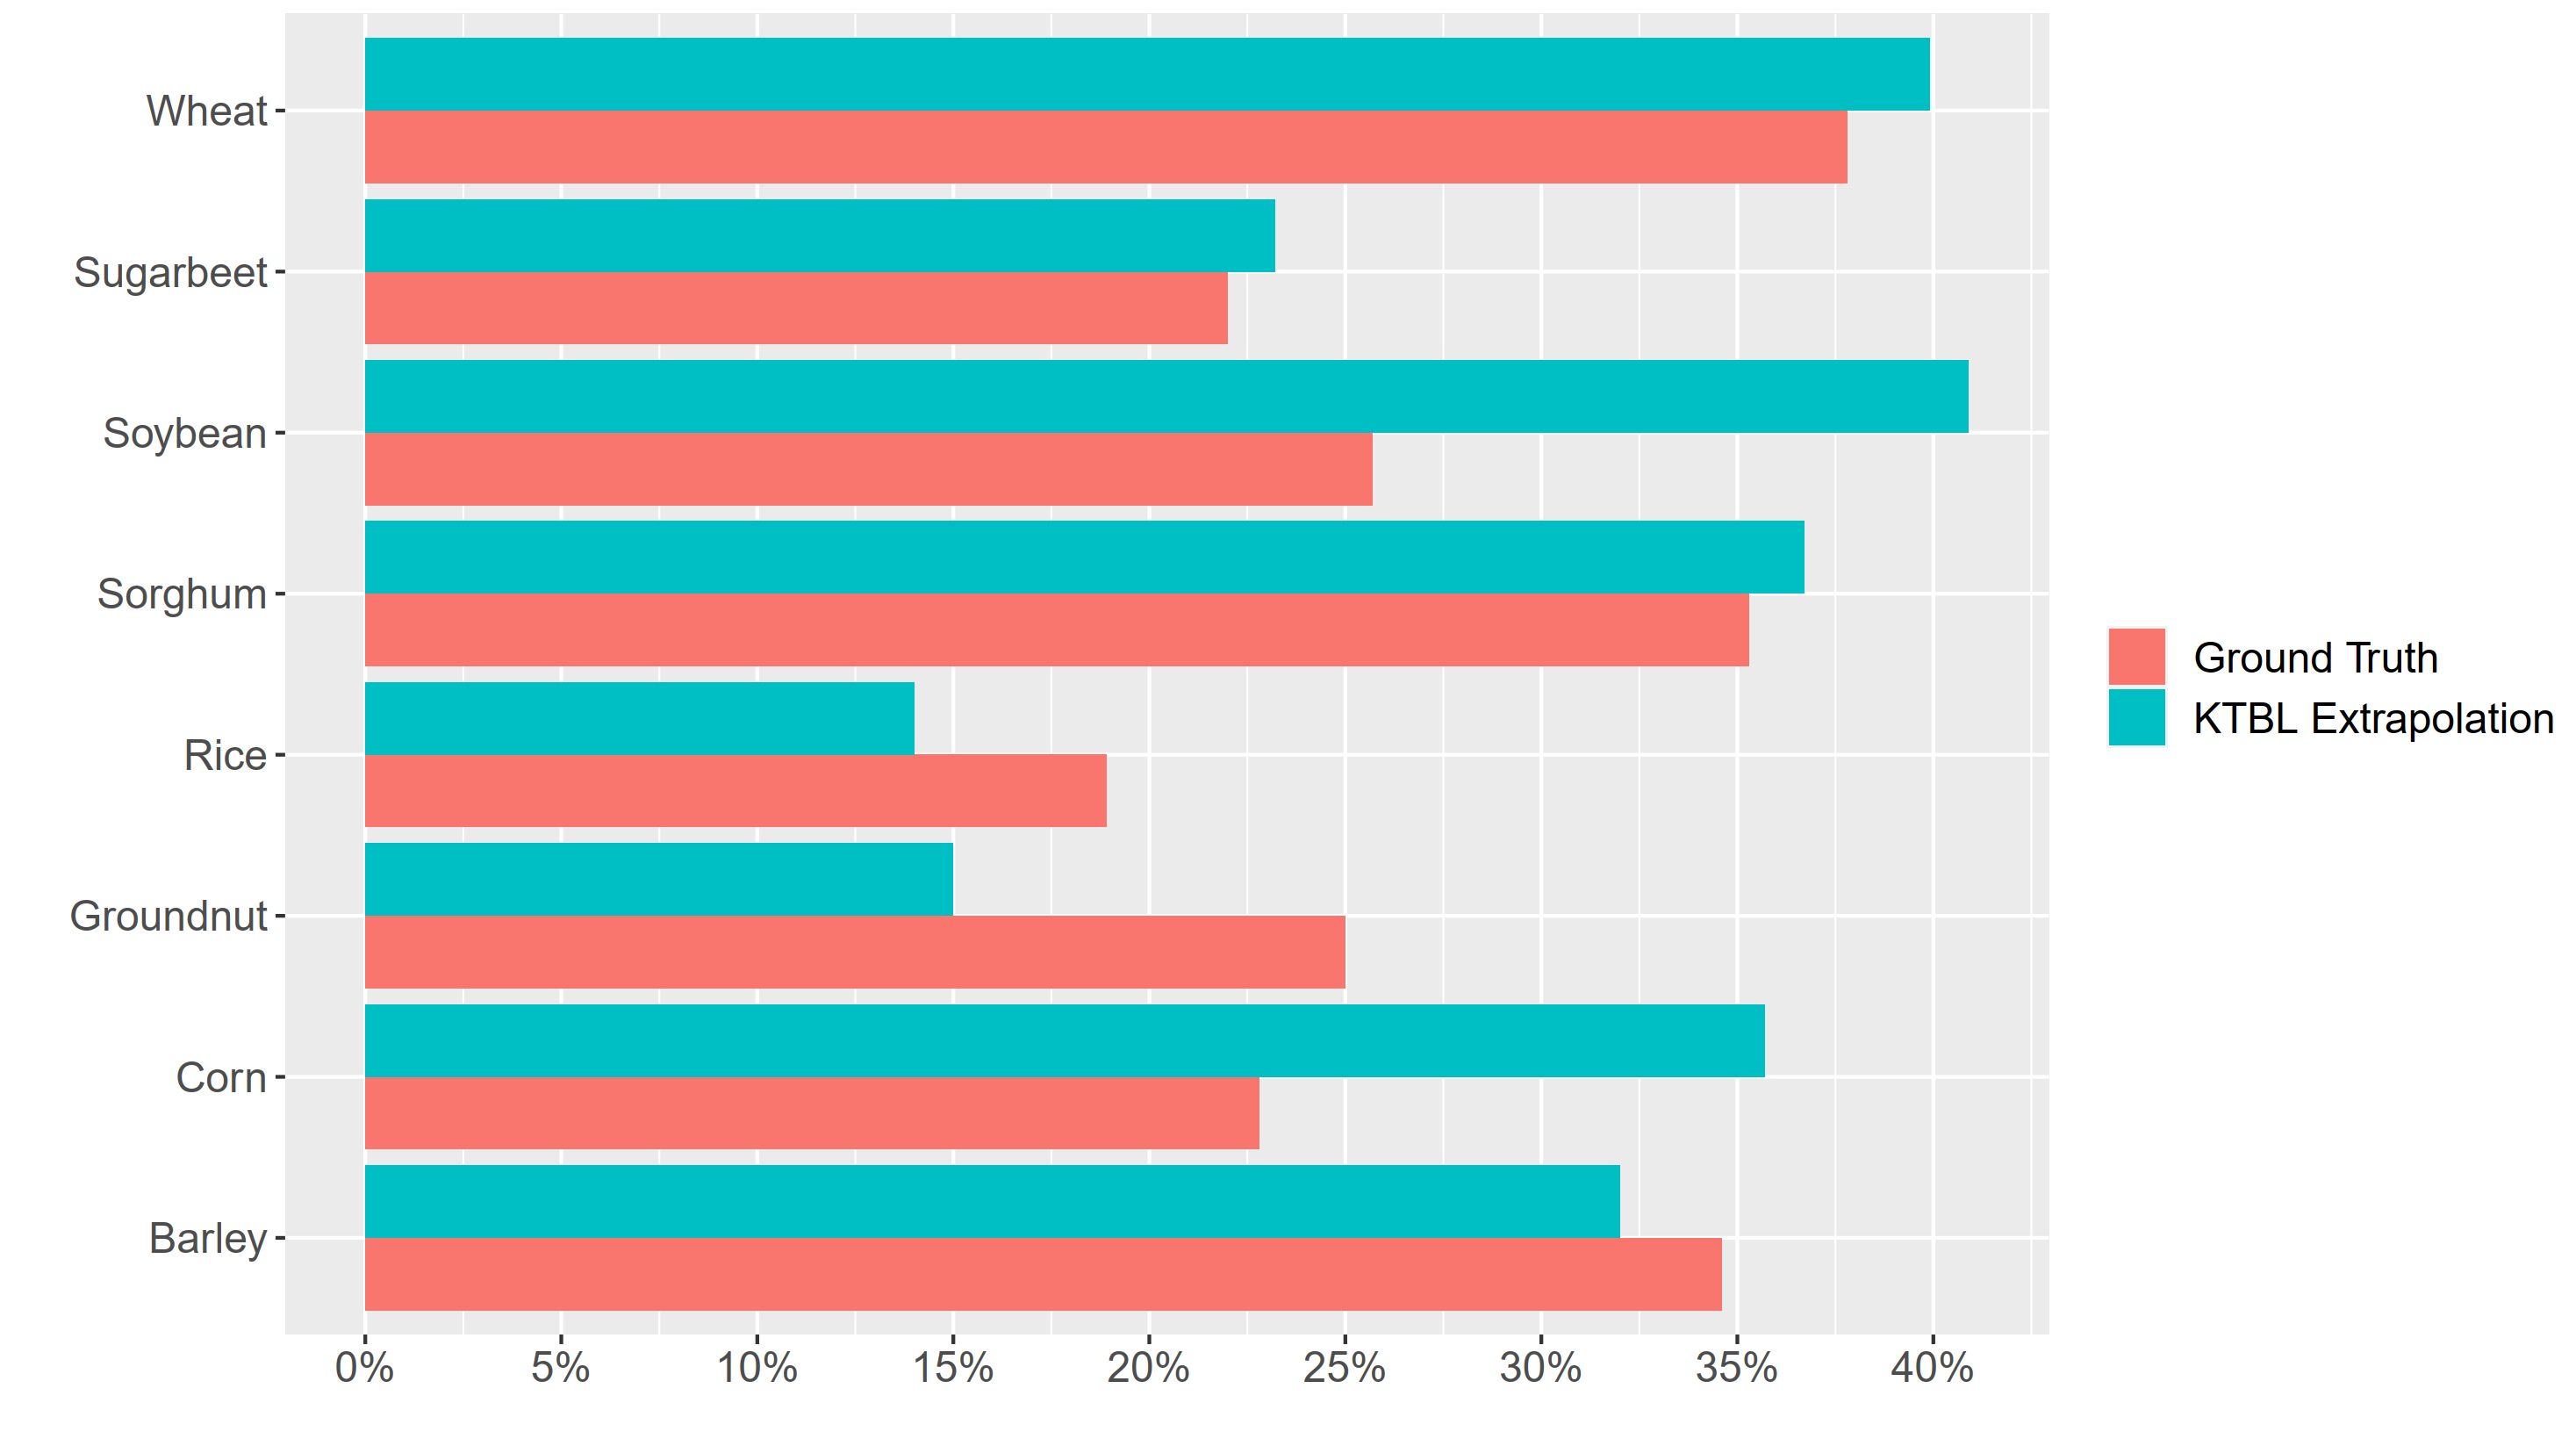 Wheat
Sugarbeet
Soybean
Sorghum
Rice
Groundnut
Corn
Barley
0% 5% 10% 15% 20% 25% 30% 35% 40%
Ground Truth
KTBL Extrapolation